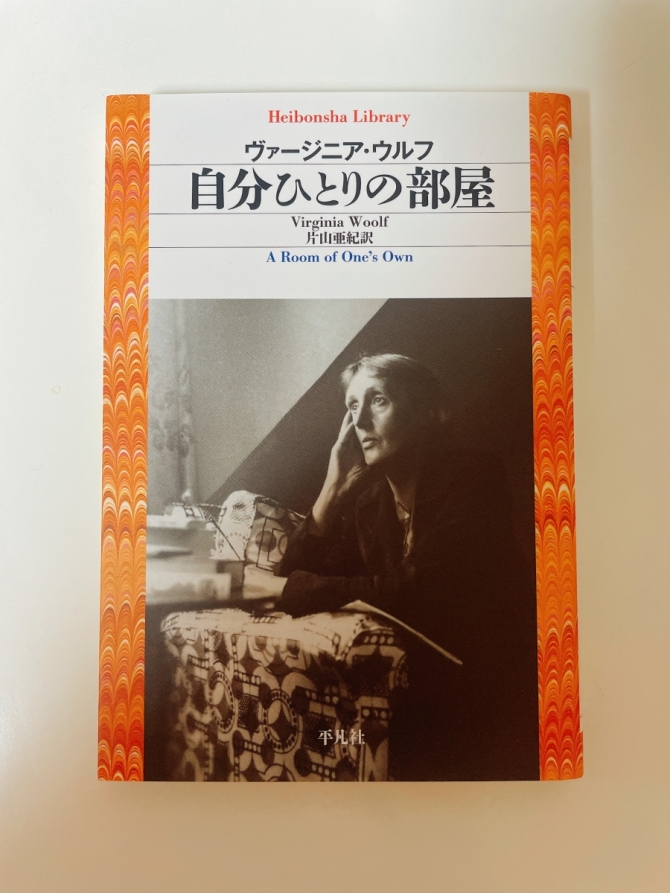 Heibonsha Library
ヴァージニア・ウルフ
自分ひとりの部屋
Virginia Woolf
片山亜紀訳
A Room of One's Own
平凡社